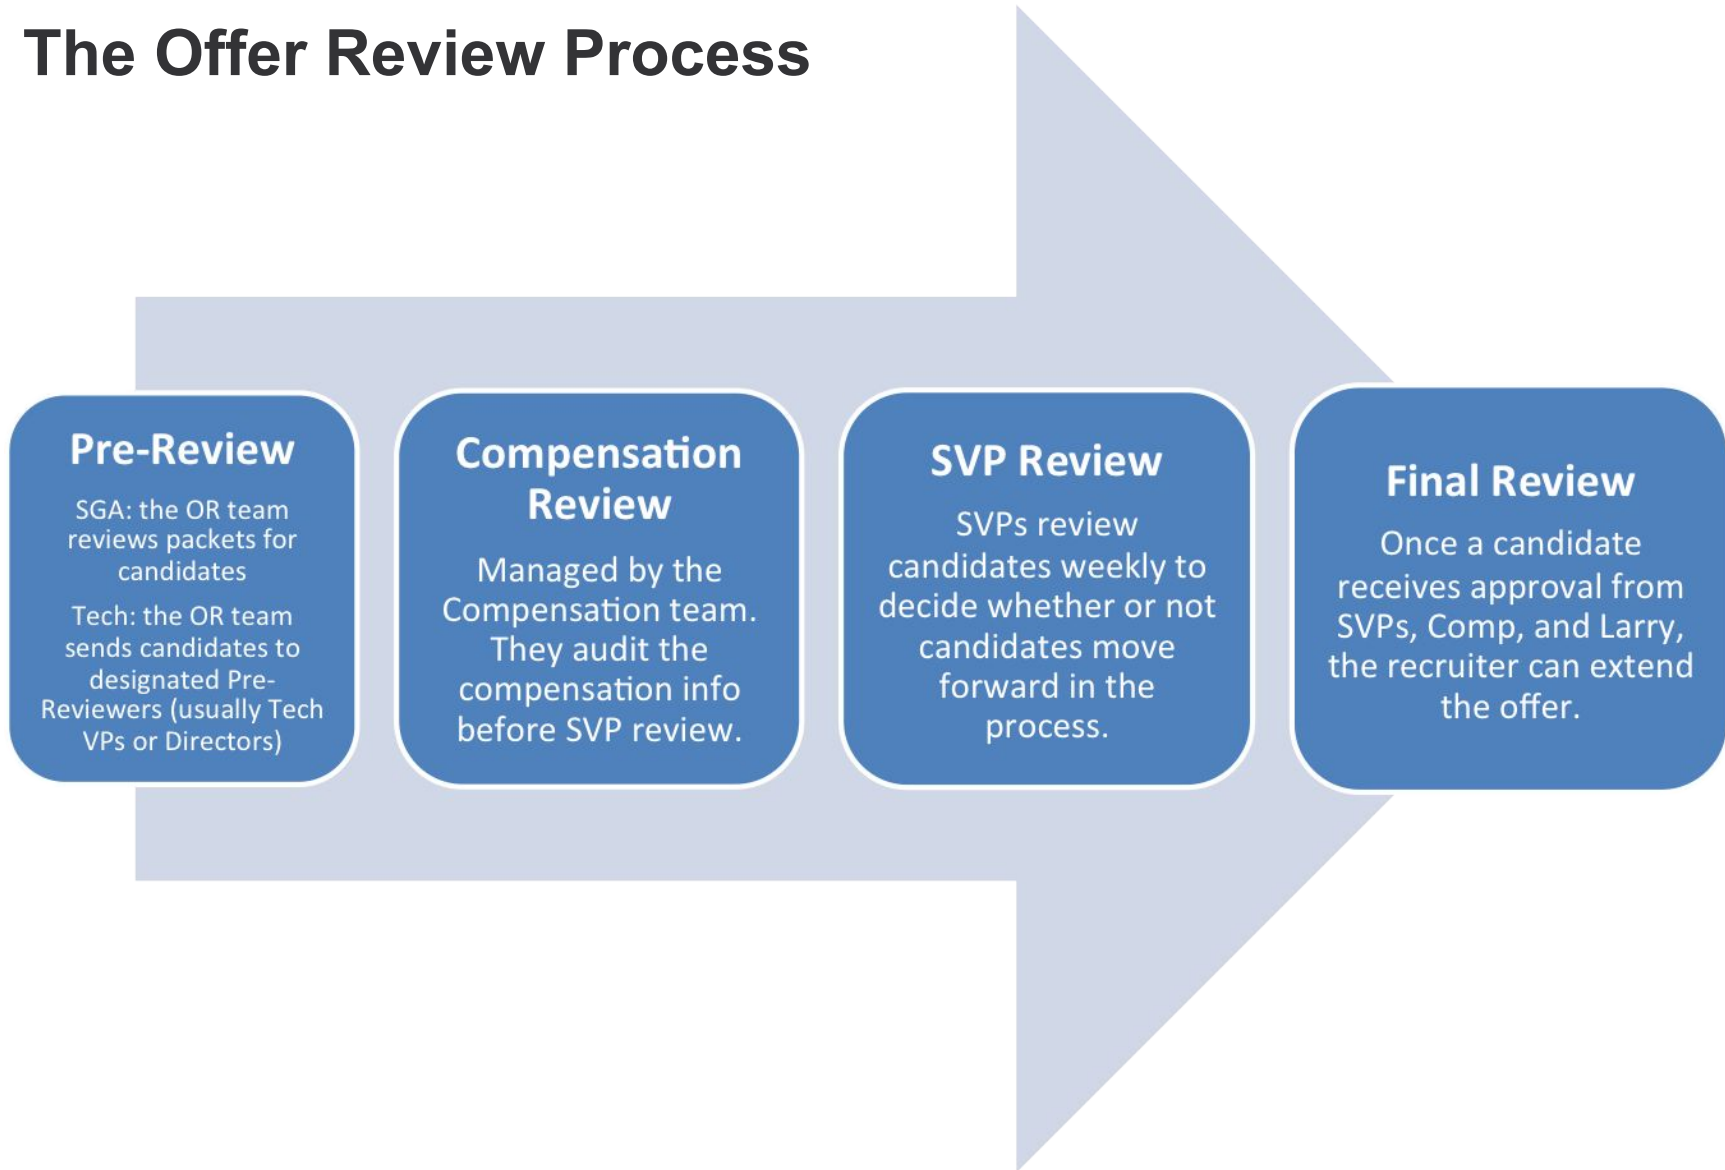 The Offer Review Process
Pre-Review
SGA: the OR team
reviews packets for
candidates
Tech: the OR team
sends candidates to
designated Pre-
Reviewers (usually Tech
VPs or Directors)
Compensation
Review
Managed by the
Compensation team.
They audit the
compensation info
before SVP review.
SVP Review
SVPs review
candidates weekly to
decide whether or not
candidates move
forward in the
process.
Final Review
Once a candidate
receives approval from
SVPs, Comp, and Larry,
the recruiter can extend
the offer.